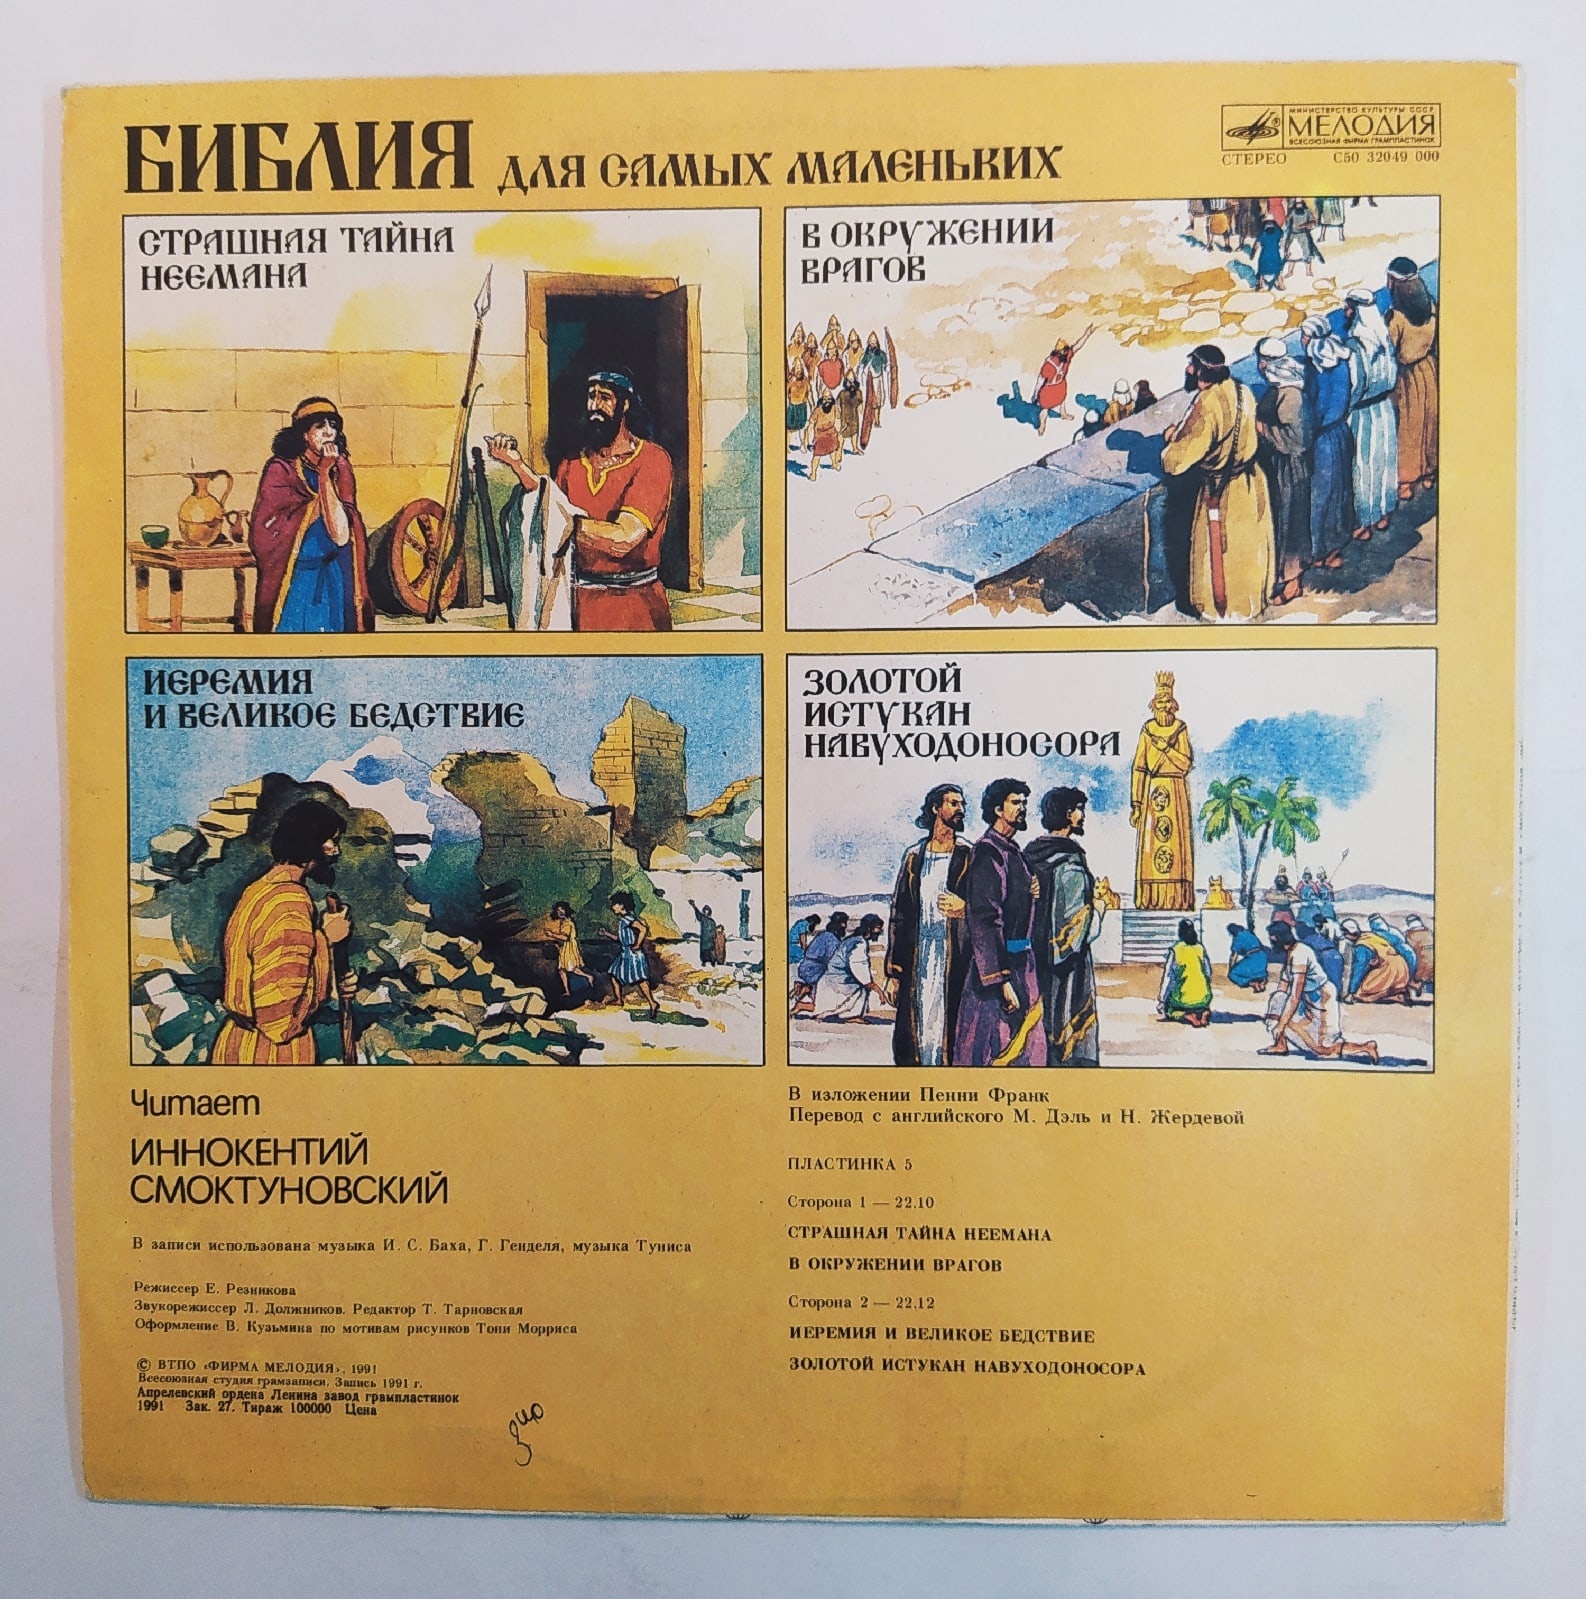 БИБЛИЯ ДЛЯ САМЫХ МАЛЕНЬКИХ
МИНИСТЕРСТВО КУЛЬТУРЫ СССР
МЕЛОДИЯ
ВСЕСОЮЗНАЯ ФИРМА ГРАМПЛАСТИНОК
СТЕРЕО С50 32049 000
СТРАШНАЯ ТАЙНА
НЕЕМАНА
В ОКРУЖЕНИИ
ВРАГОВ
ИЕРЕМИЯ
И ВЕЛИКОЕ БЕДСТВИЕ
ЗОЛОТОЙ
ИСТУКАН
НАВУХОДОНОСОРА
Читает
ИННОКЕНТИЙ
СМОКТУНОВСКИЙ
В записи использована музыка И. С. Баха, Г. Генделя, музыка Туниса
Режиссер Е. Резникова
Звукорежиссер Л. Должников. Редактор Т. Тарновская
Оформление В. Кузьмина по мотивам рисунков Тони Морриса
© ВТПО «ФИРМА МЕЛОДИЯ», 1991
Всесоюзная студия грамзаписи. Запись 1991 г.
Апрелевский ордена Ленина завод грампластинок
1991 Зак. 27. Тираж 100000 Цена
В изложении Пенни Франк
Перевод с английского М. Дэль и Н. Жердевой
ПЛАСТИНКА 5
Сторона 1 — 22.10
СТРАШНАЯ ТАЙНА НЕЕМАНА
В ОКРУЖЕНИИ ВРАГОВ
Сторона 2 — 22.12
ИЕРЕМИЯ И ВЕЛИКОЕ БЕДСТВИЕ
ЗОЛОТОЙ ИСТУКАН НАВУХОДОНОСОРА